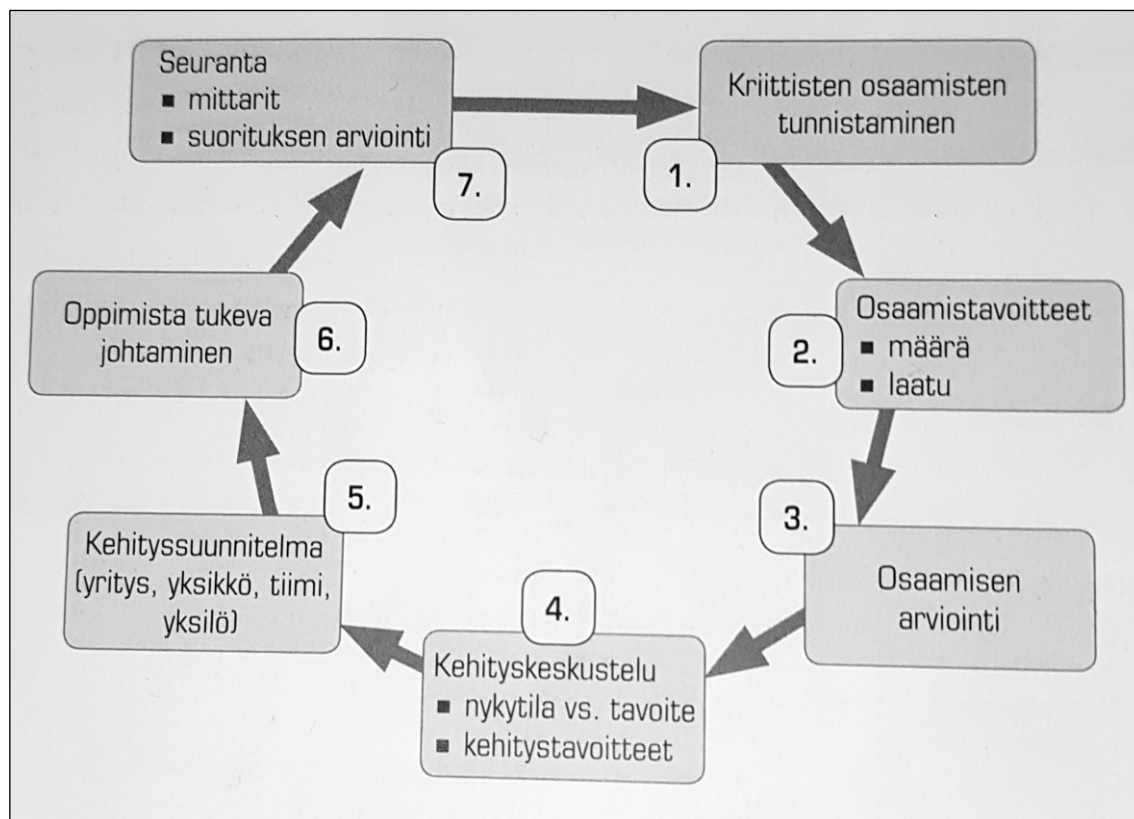 1.
Kriittisten osaamisten
tunnistaminen
2.
Osaamistavoitteet
▪ määrä
▪ laatu
3.
Osaamisen
arviointi
4.
Kehityskeskustelu
▪ nykytila vs. tavoite
▪ kehitystavoitteet
5.
Kehityssuunnitelma
(yritys, yksikkö, tiimi,
yksilö)
6.
Oppimista tukeva
johtaminen
7.
Seuranta
▪ mittarit
▪ suorituksen arviointi